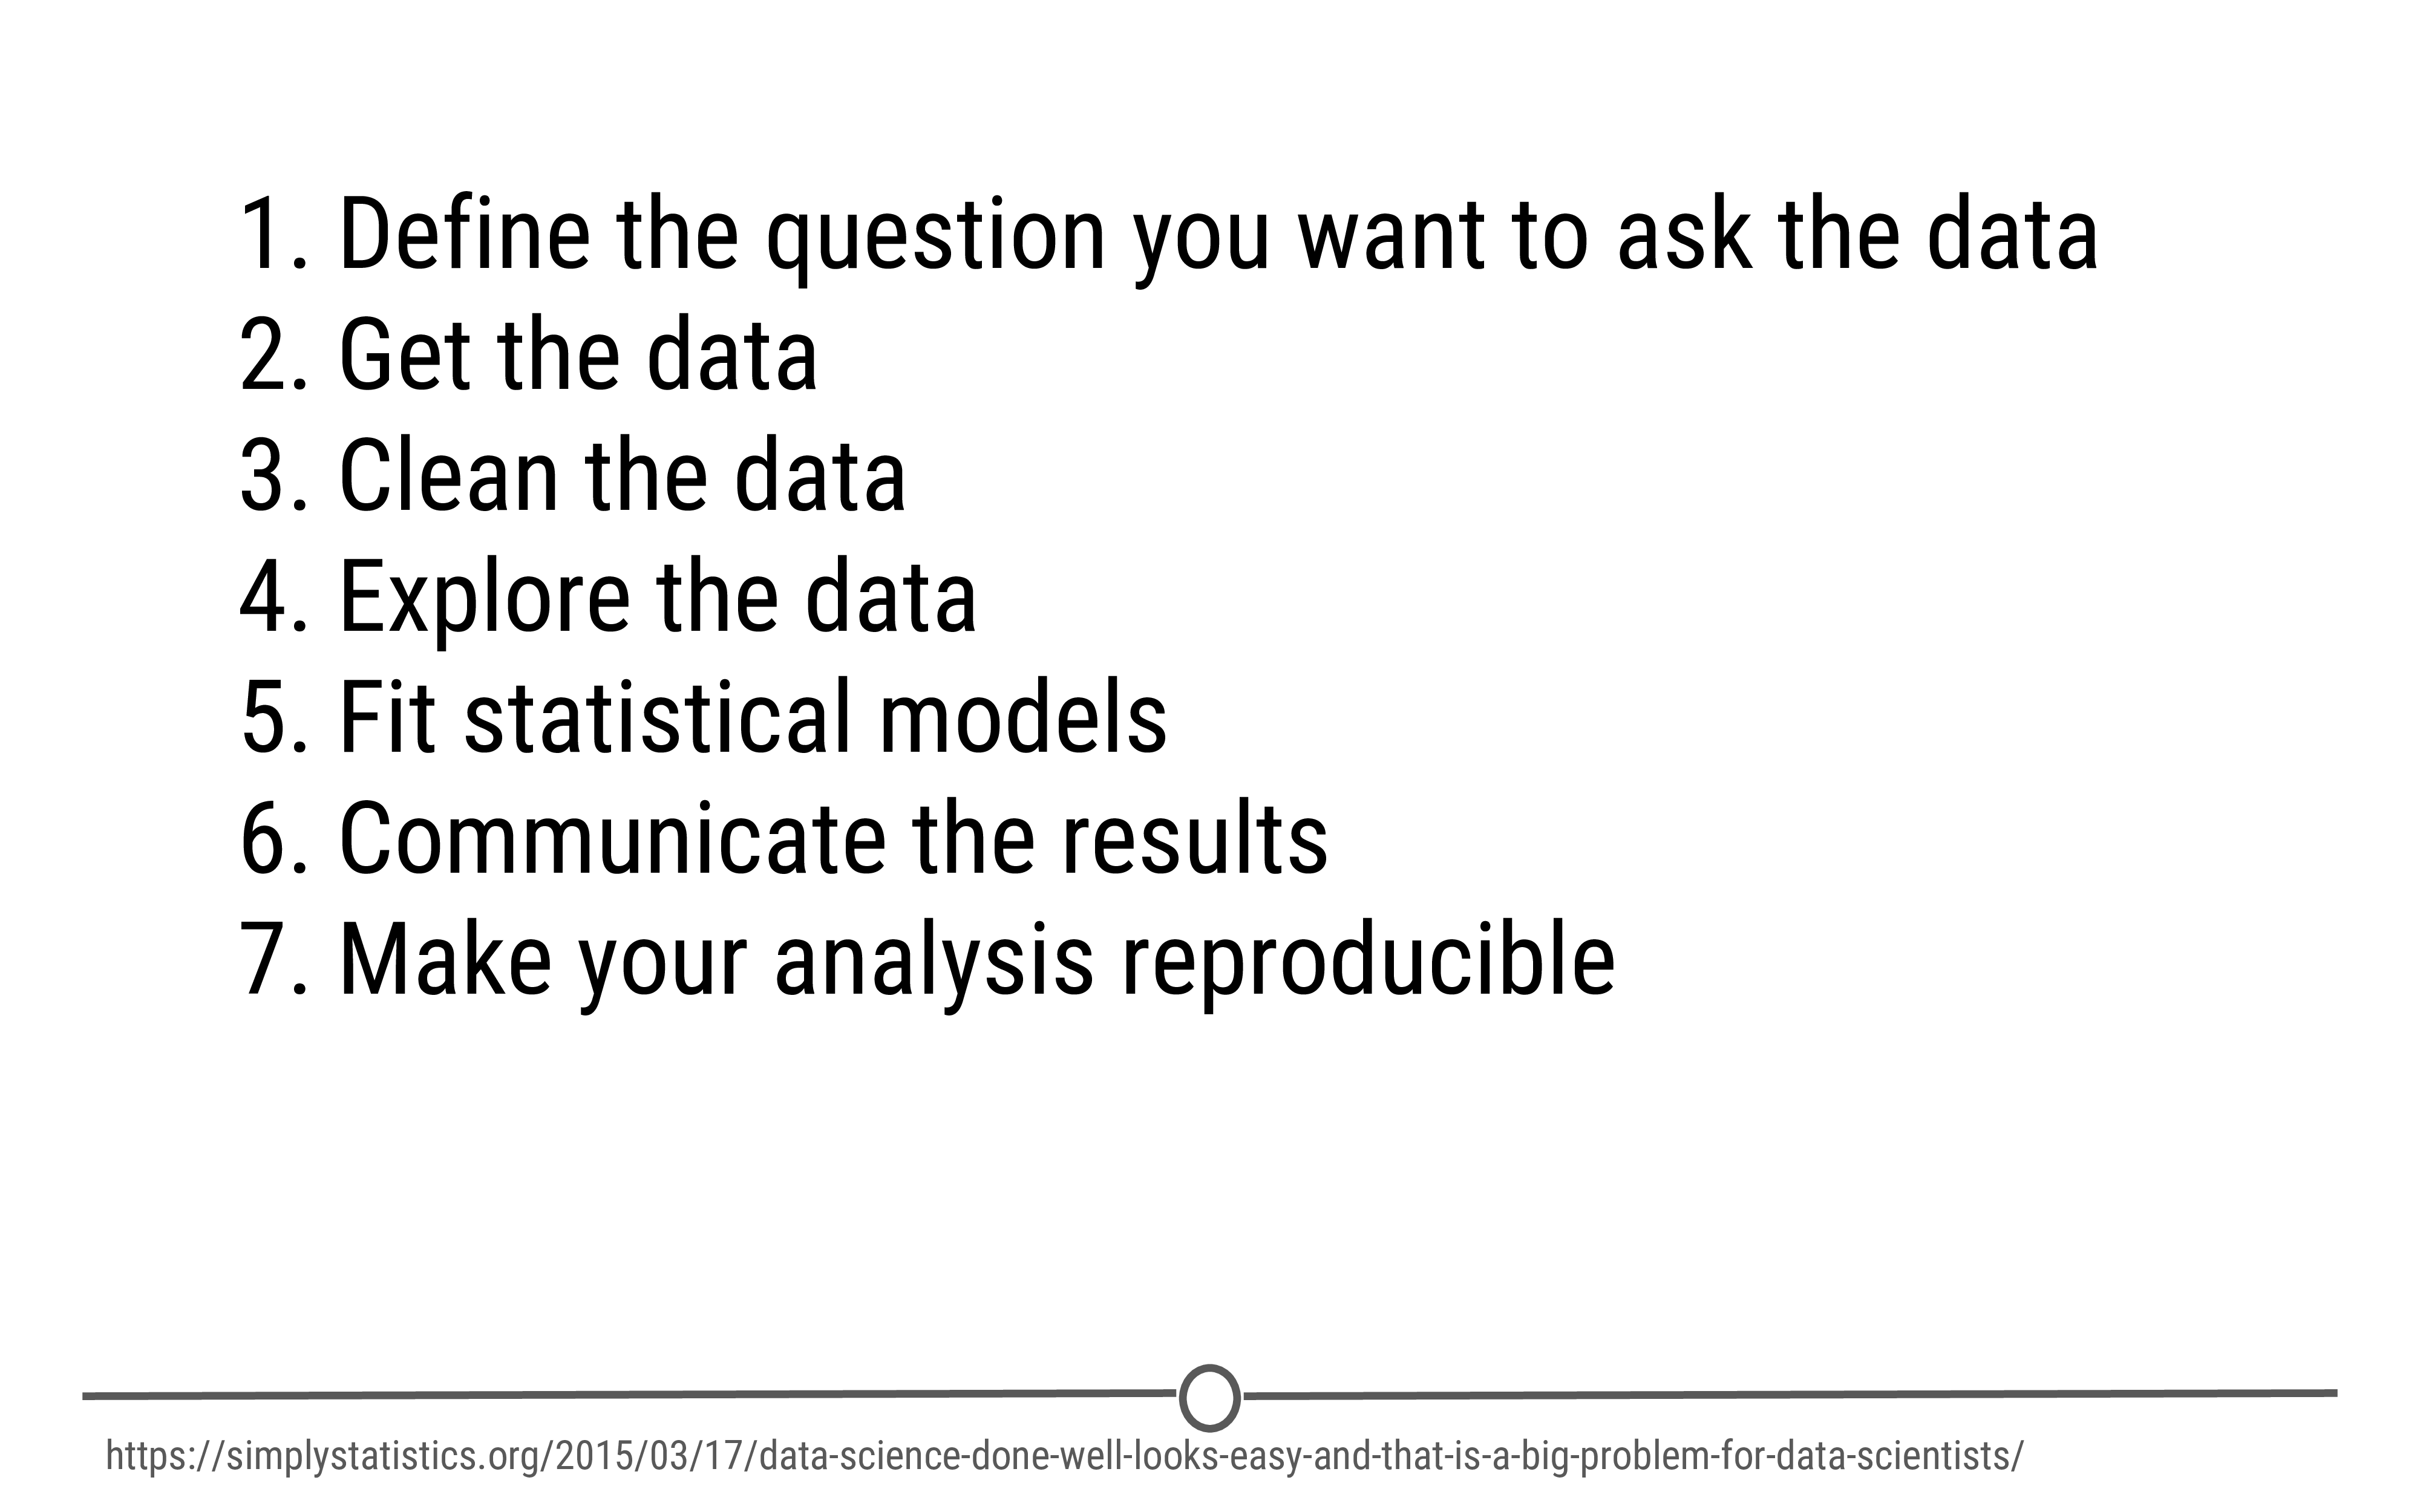 1. Define the question you want to ask the data
2. Get the data
3. Clean the data
4. Explore the data
5. Fit statistical models
6. Communicate the results
7. Make your analysis reproducible
https://simplystatistics.org/2015/03/17/data-science-done-well-looks-easy-and-that-is-a-big-problem-for-data-scientists/